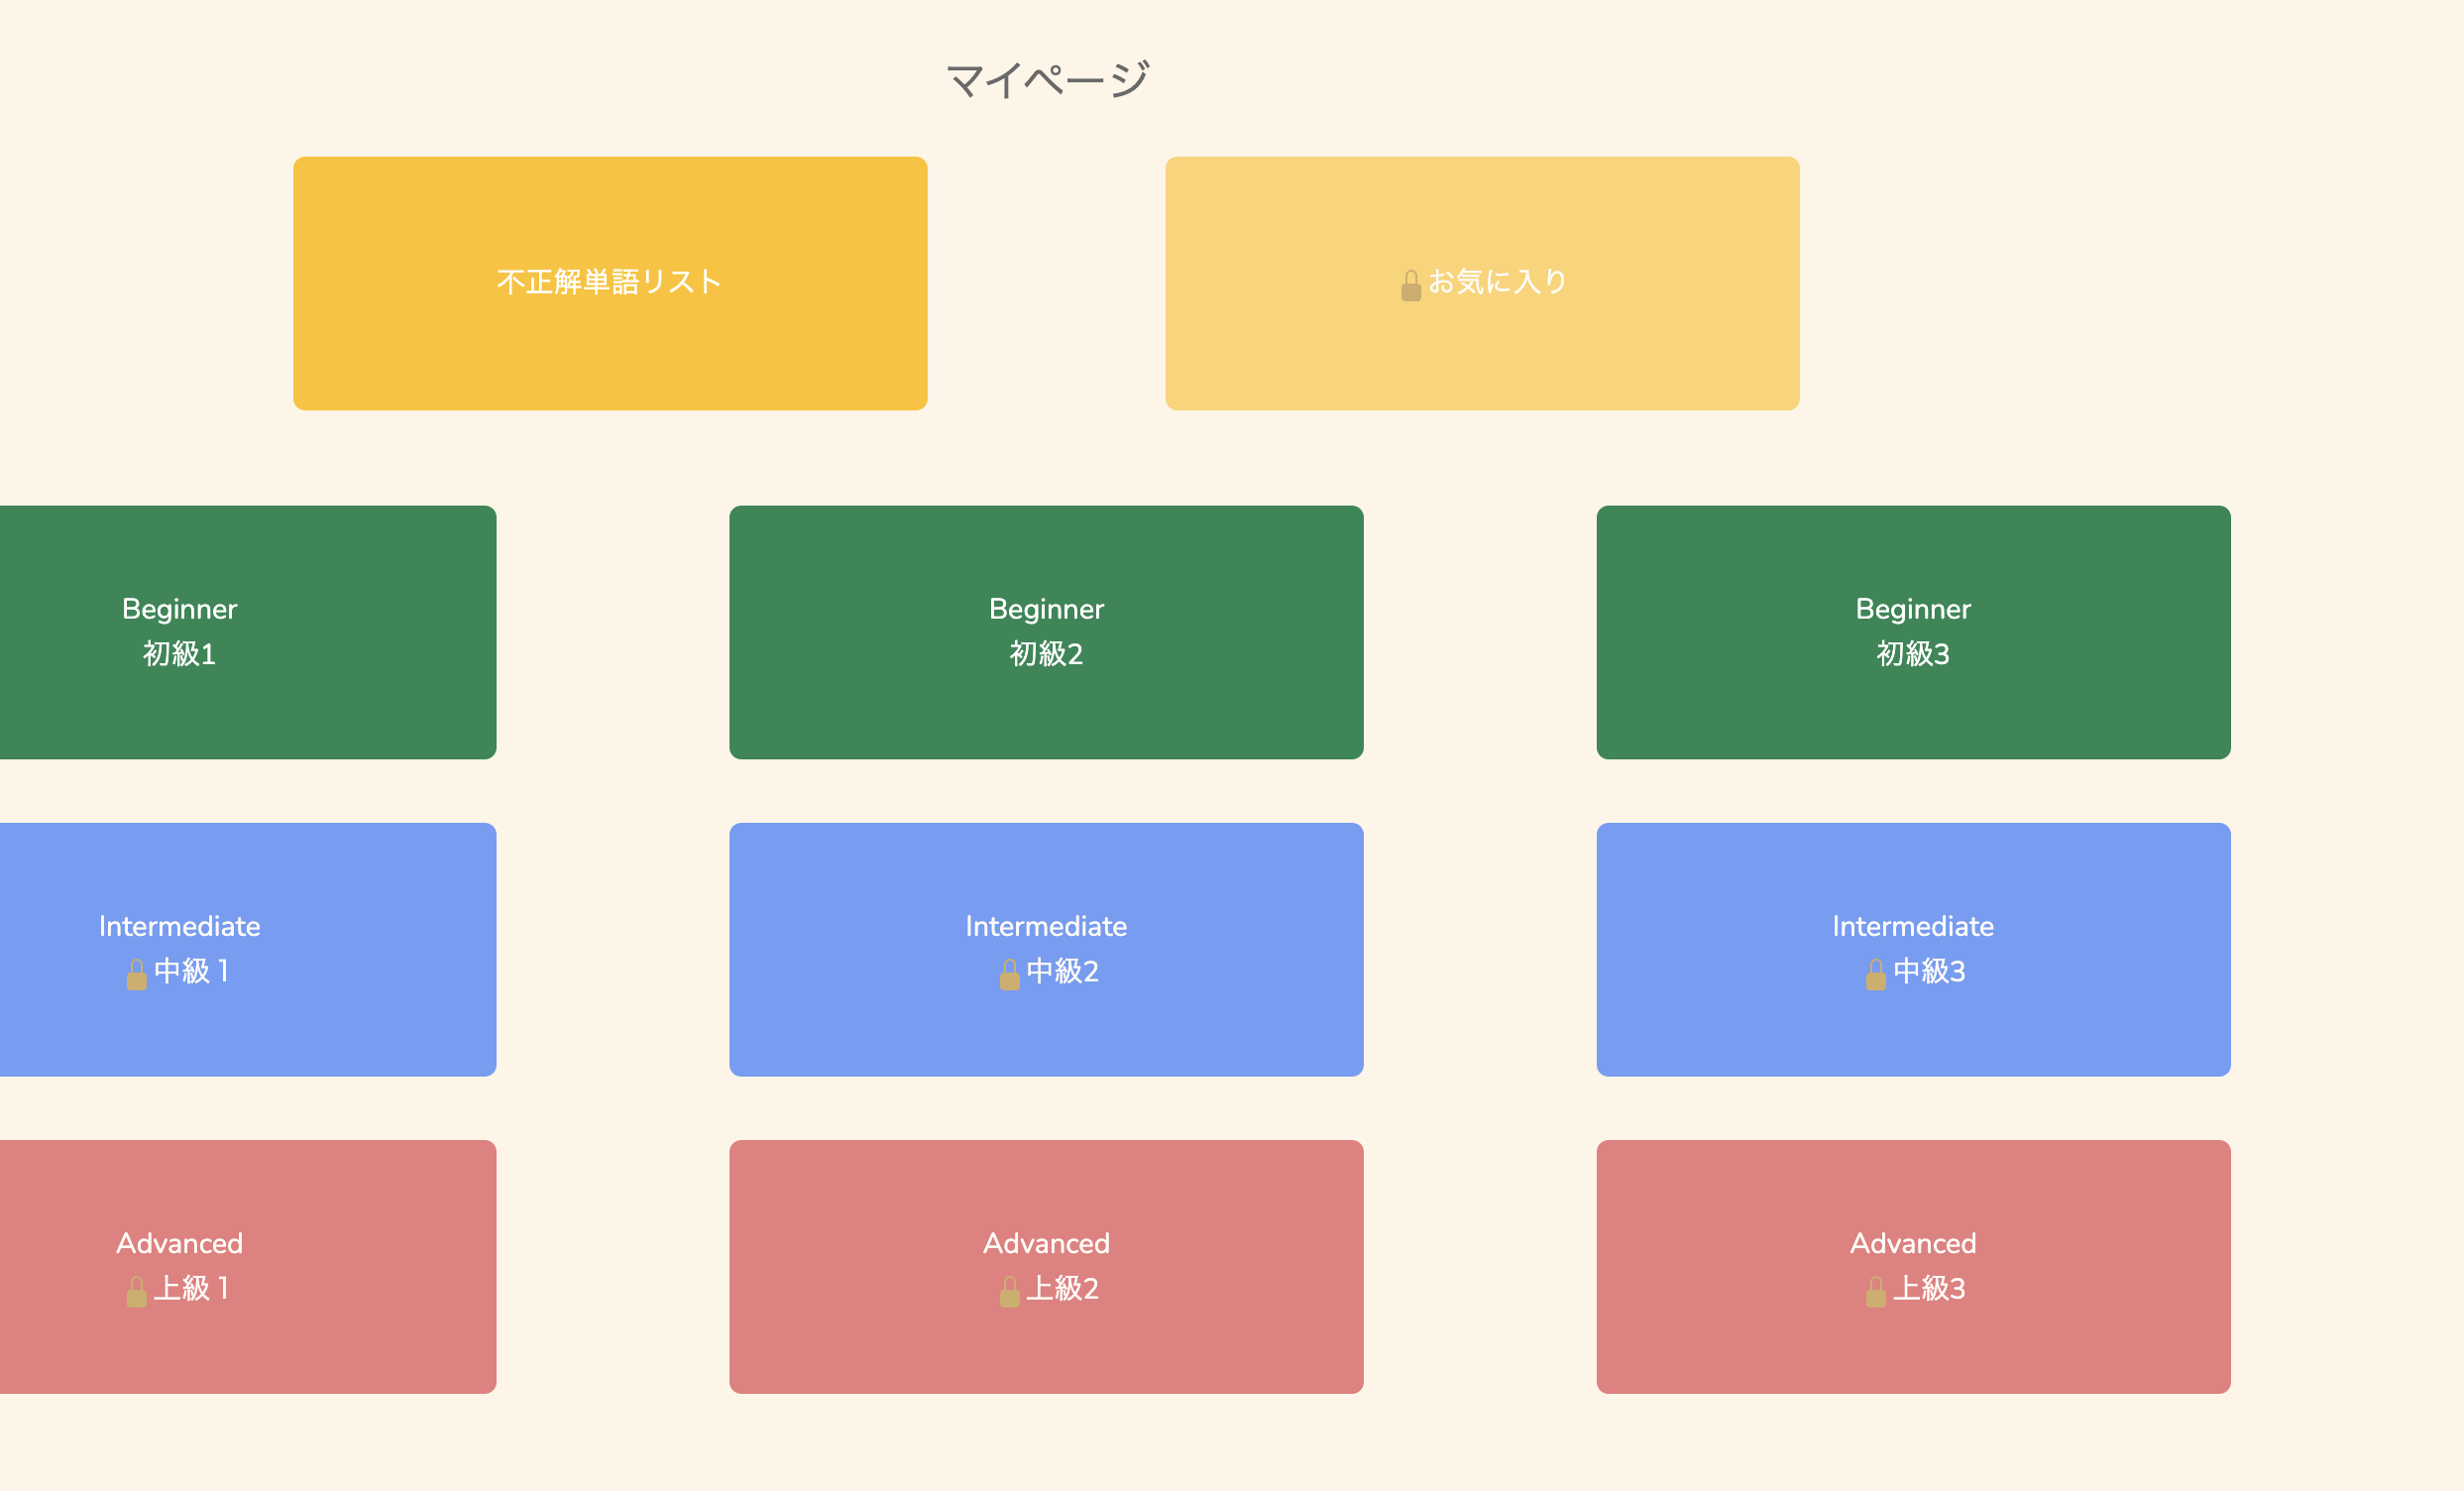 マイページ
不正解単語リスト
お気に入り
Beginner
初級1
Beginner
初級2
Beginner
初級3
Intermediate
中級１
Intermediate
中級2
Intermediate
中級3
Advanced
上級１
Advanced
上級2
Advanced
上級3